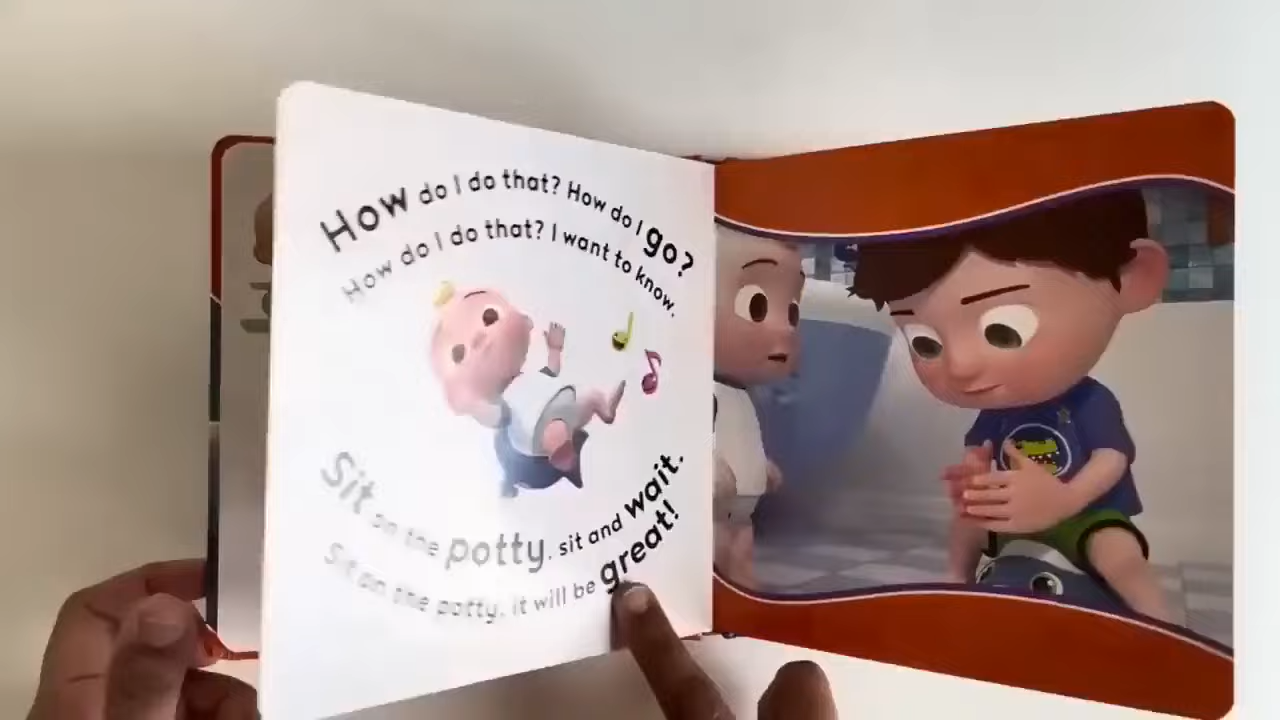 How do I do that? How do I go?
How do I do that? I want to know.
Sit on the potty, sit and wait.
Sit on the potty, it will be great!